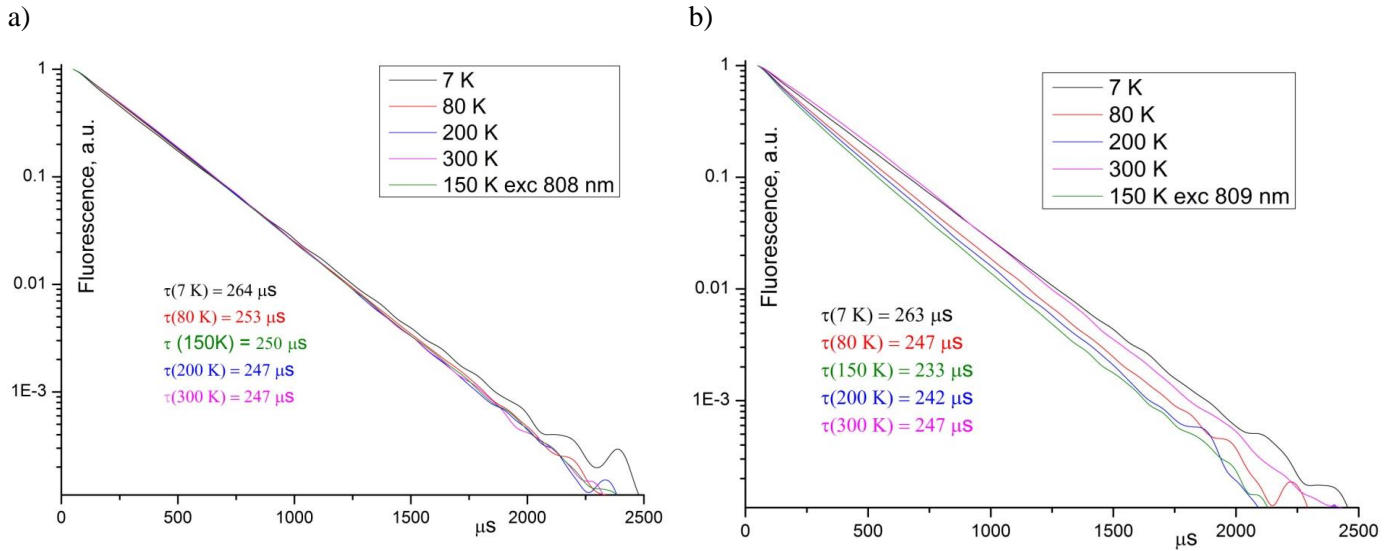 a)
Fluorescence, a.u.
1
0.1
0.01
1E-3
7 K
80 K
200 K
300 K
150 K exc 808 nm
τ(7 K) = 264 μs
τ(80 K) = 253 μs
τ (150K) = 250 μs
τ(200 K) = 247 μs
τ(300 K) = 247 μs
0 500 1000 1500 2000 2500
μs
b)
Fluorescence, a.u.
1
0.1
0.01
1E-3
7 K
80 K
200 K
300 K
150 K exc 809 nm
τ(7 K) = 263 μs
τ(80 K) = 247 μs
τ(150 K) = 233 μs
τ(200 K) = 242 μs
τ(300 K) = 247 μs
0 500 1000 1500 2000 2500
μs